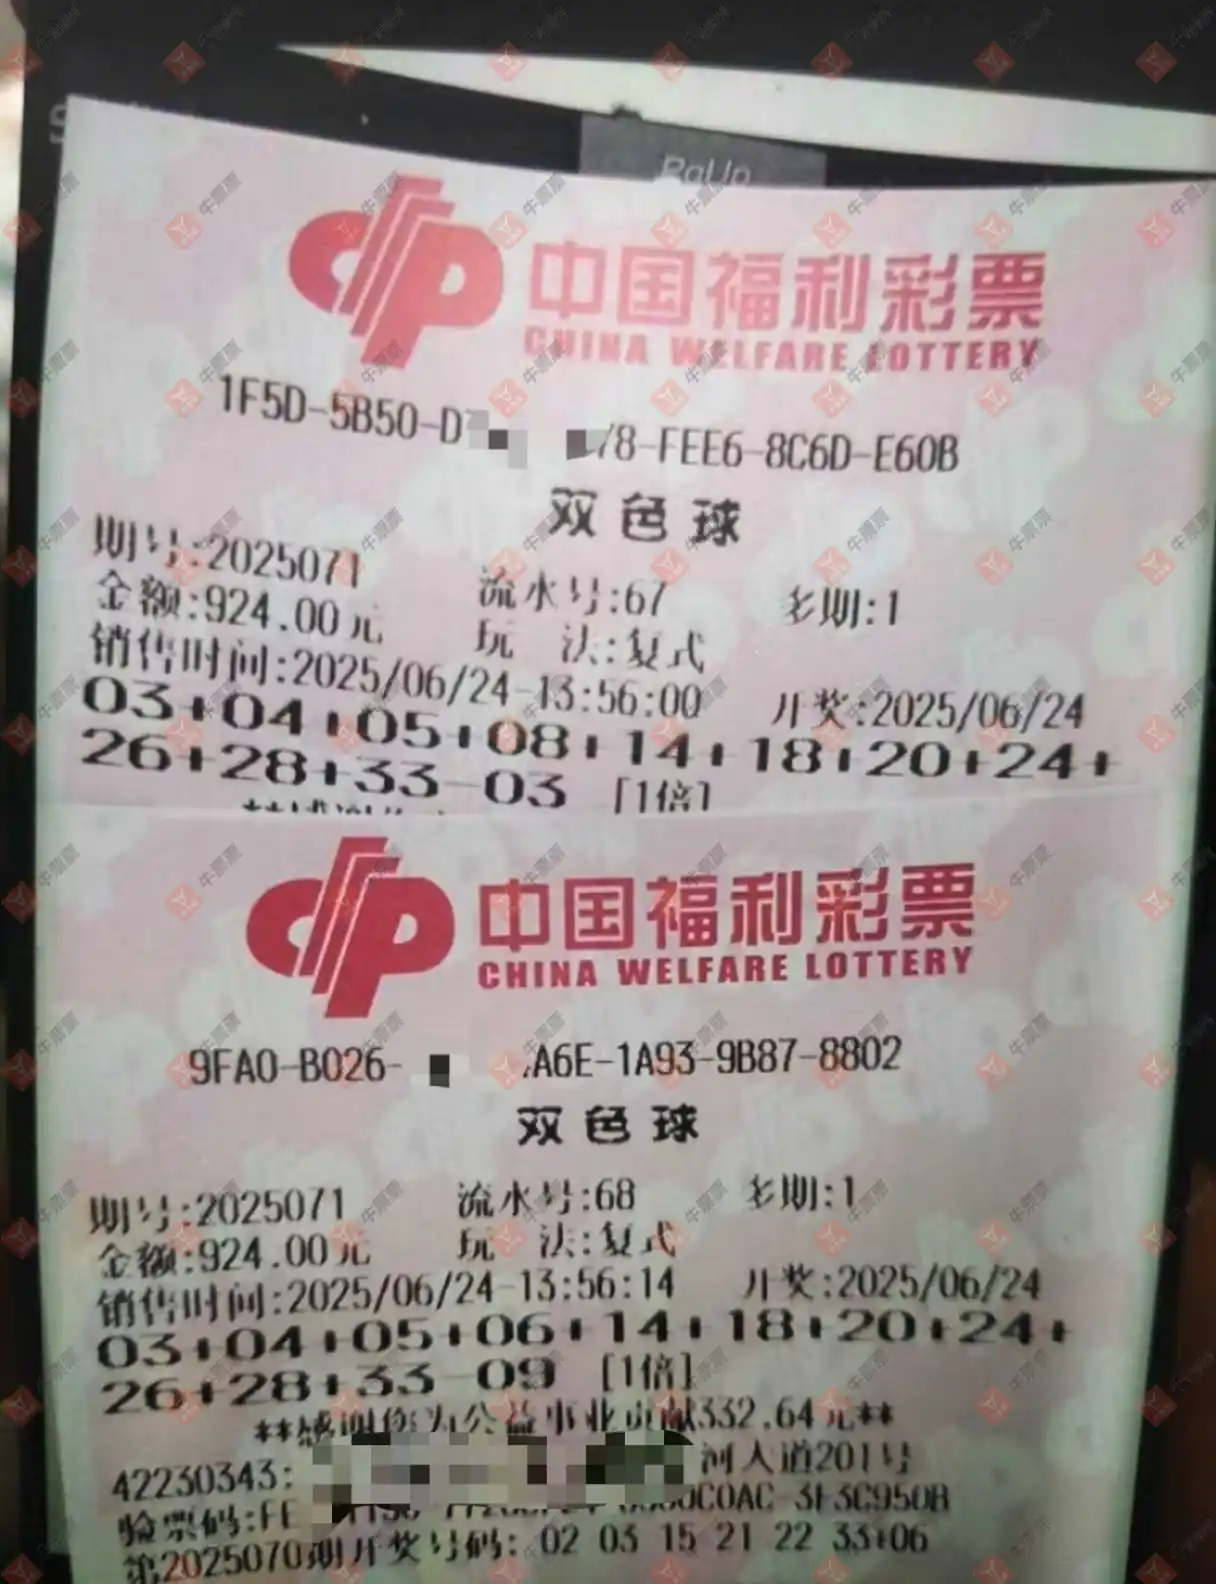 PgUp
中国福利彩票
CHINA WELFARE LOTTERY
1F5D-5B50-D 78-FEE6-8C6D-E60B
双色球
期号:2025071 流水号:67 多期:1
金额:924.00元 玩 法:复式
销售时间:2025/06/24-13:56:00 开奖:2025/06/24
03+04+05+08+14+18+20+24+
26+28+33-03 [1倍]
中国福利彩票
CHINA WELFARE LOTTERY
9FA0-B026- A6E-1A93-9B87-8802
双色球
期号:2025071 流水号:68 多期:1
金额:924.00元 玩 法:复式
销售时间:2025/06/24-13:56:14 开奖:2025/06/24
03+04+05+06+14+18+20+24+
26+28+33-09 [1倍]
**感谢您为公益事业贡献332.64元**
42230343: 河大道201号
验票码:FE C0AC-3F3C950B
第2025070期开奖号码: 02 03 15 21 22 33+06